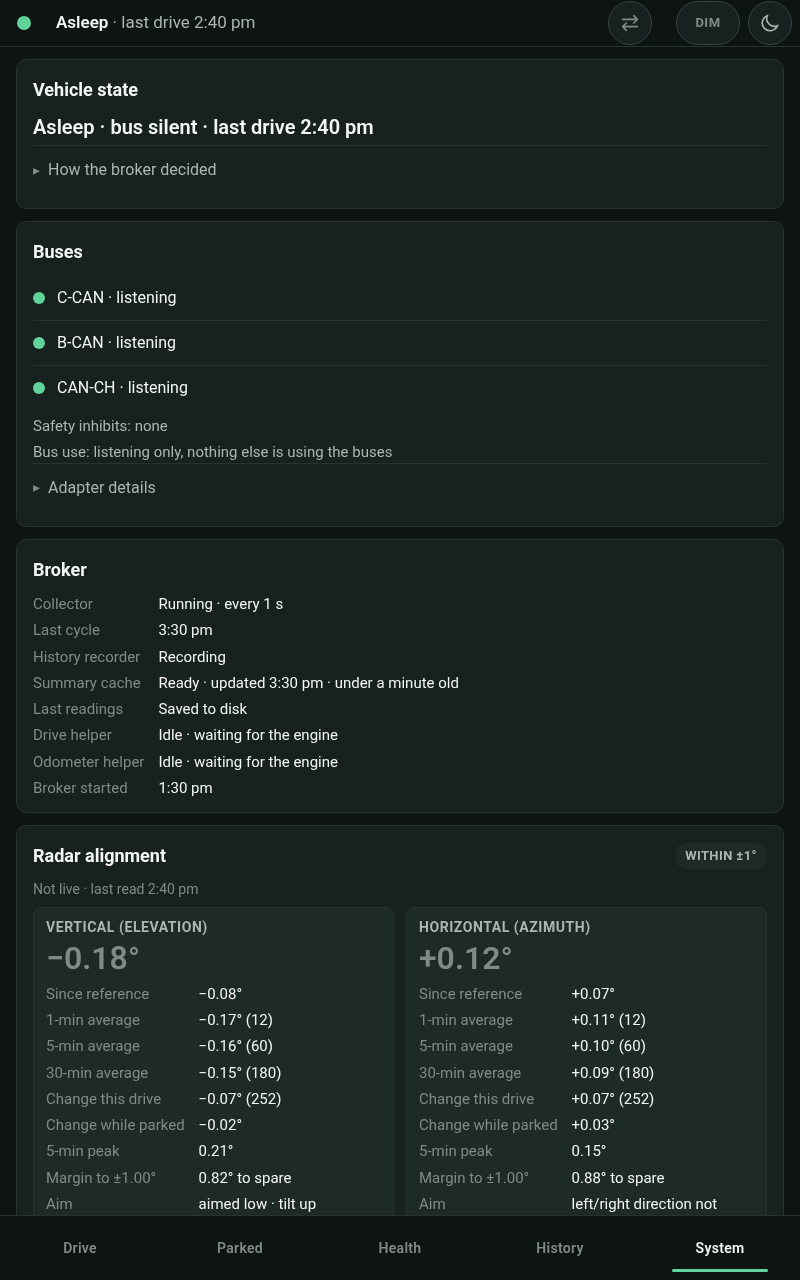 Asleep · last drive 2:40 pm
DIM
Vehicle state
Asleep · bus silent · last drive 2:40 pm
▸ How the broker decided
Buses
C-CAN · listening
B-CAN · listening
CAN-CH · listening
Safety inhibits: none
Bus use: listening only, nothing else is using the buses
▸ Adapter details
Broker
Collector Running · every 1 s
Last cycle 3:30 pm
History recorder Recording
Summary cache Ready · updated 3:30 pm · under a minute old
Last readings Saved to disk
Drive helper Idle · waiting for the engine
Odometer helper Idle · waiting for the engine
Broker started 1:30 pm
Radar alignment
WITHIN ±1°
Not live · last read 2:40 pm
VERTICAL (ELEVATION)
−0.18°
Since reference −0.08°
1-min average −0.17° (12)
5-min average −0.16° (60)
30-min average −0.15° (180)
Change this drive −0.07° (252)
Change while parked −0.02°
5-min peak 0.21°
Margin to ±1.00° 0.82° to spare
Aim aimed low · tilt up
HORIZONTAL (AZIMUTH)
+0.12°
Since reference +0.07°
1-min average +0.11° (12)
5-min average +0.10° (60)
30-min average +0.09° (180)
Change this drive +0.07° (252)
Change while parked +0.03°
5-min peak 0.15°
Margin to ±1.00° 0.88° to spare
Aim left/right direction not
Drive
Parked
Health
History
System